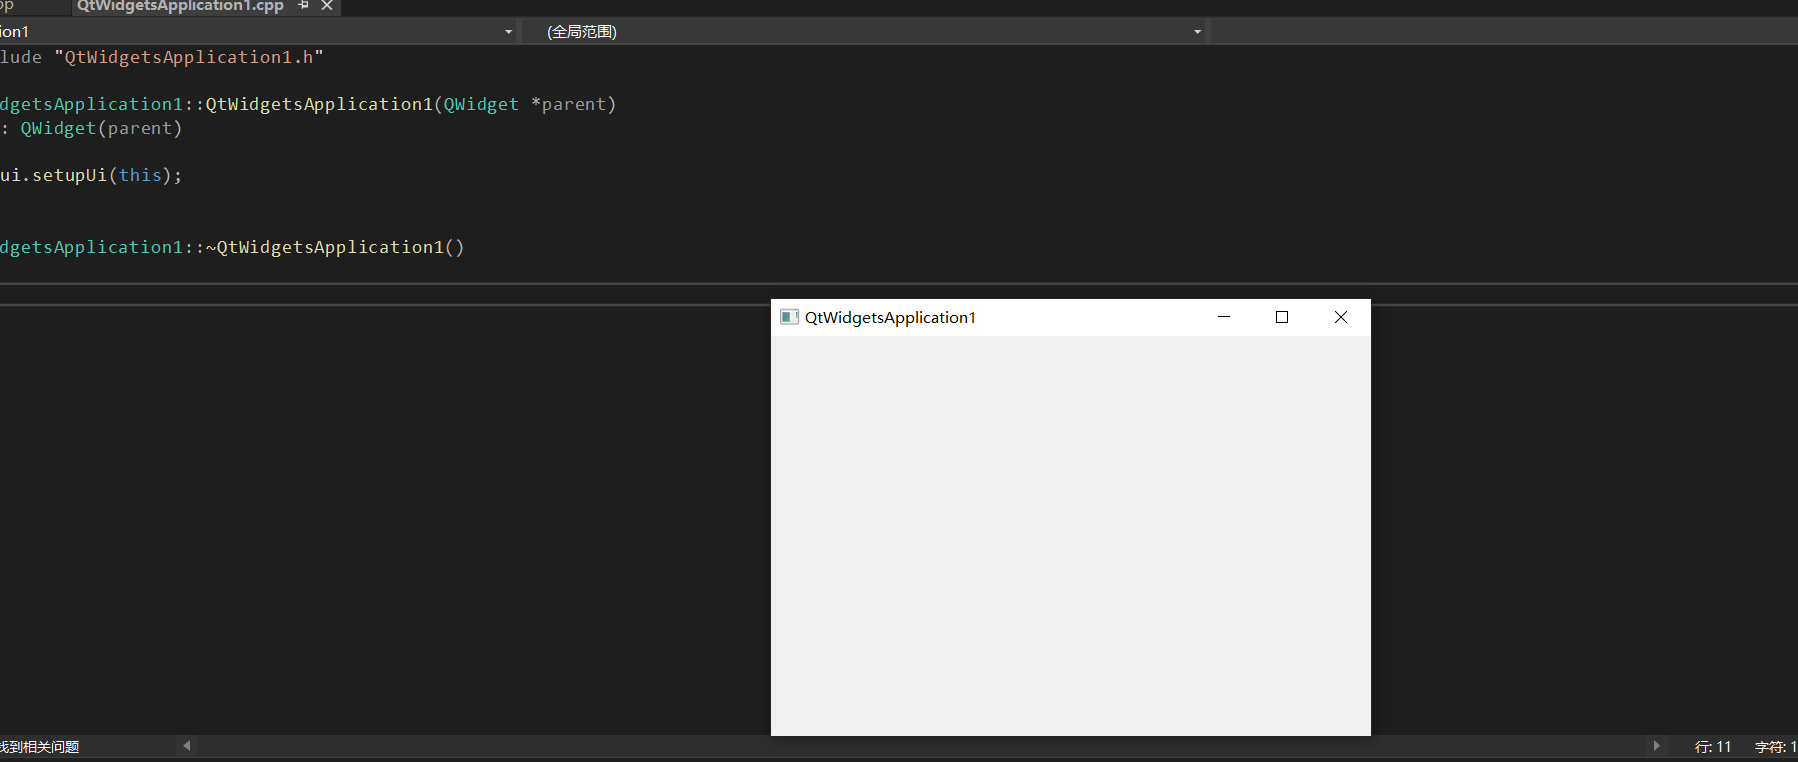 pp QtWidgetsApplication1.cpp
ion1 (全局范围)
lude "QtWidgetsApplication1.h"
dgetsApplication1::QtWidgetsApplication1(QWidget *parent)
: QWidget(parent)
ui.setupUi(this);
dgetsApplication1::~QtWidgetsApplication1()
QtWidgetsApplication1
找到相关问题 行: 11 字符: 1